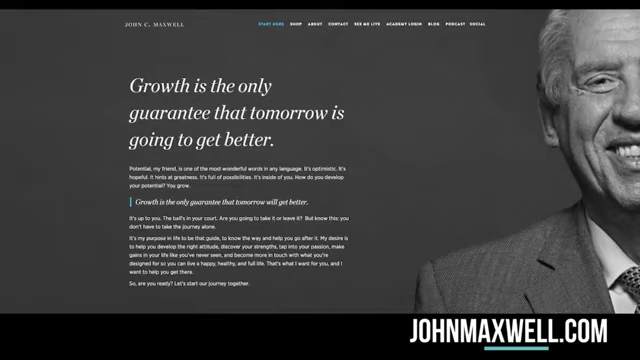 JOHN C. MAXWELL
START HERE SHOP ABOUT CONTACT SEE ME LIVE ACADEMY LOGIN BLOG PODCAST SOCIAL
Growth is the only
guarantee that tomorrow is
going to get better.
Potential, my friend, is one of the most wonderful words in any language. It's optimistic. It's
hopeful. It hints at greatness. It's full of possibilities. It's inside of you. How do you develop
your potential? You grow.
Growth is the only guarantee that tomorrow will get better.
It's up to you. The ball's in your court. Are you going to take it or leave it? But know this: you
don't have to take the journey alone.
It's my purpose in life to be that guide, to know the way and help you go after it. My desire is
to help you develop the right attitude, discover your strengths, tap into your passion, make
gains in your life like you've never seen, and become more in touch with what you're
designed for so you can live a happy, healthy, and full life. That's what I want for you, and I
want to help you get there.
So, are you ready? Let's start our journey together.
JOHNMAXWELL.COM